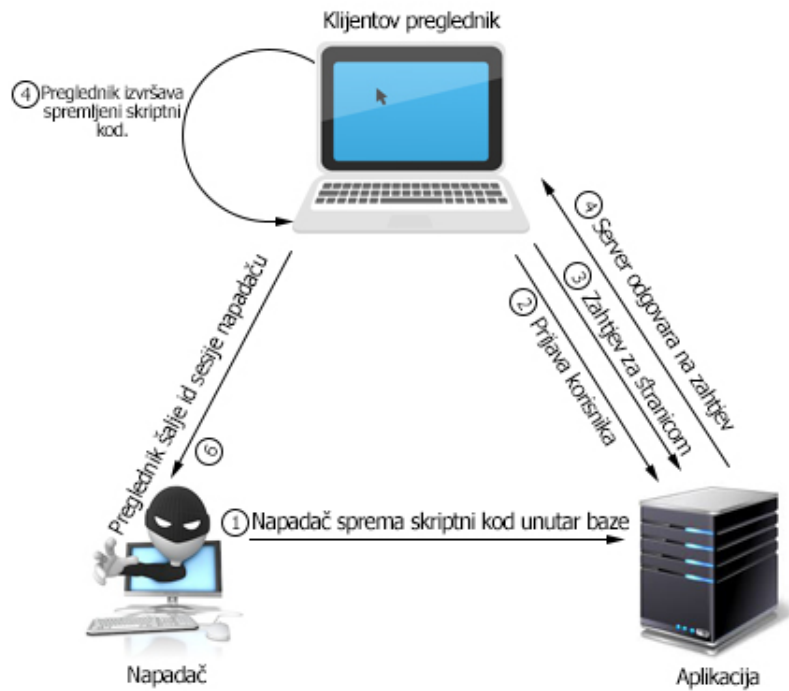 Klijentov preglednik
4 Preglednik izvršava
spremljeni skriptni
kod.
4 Server odgovara na zahtjev
3 Zahtjev za stranicom
2 Prijava korisnika
Preglednik šalje id sesije napadaču
6
1 Napadač sprema skriptni kod unutar baze
Napadač
Aplikacija